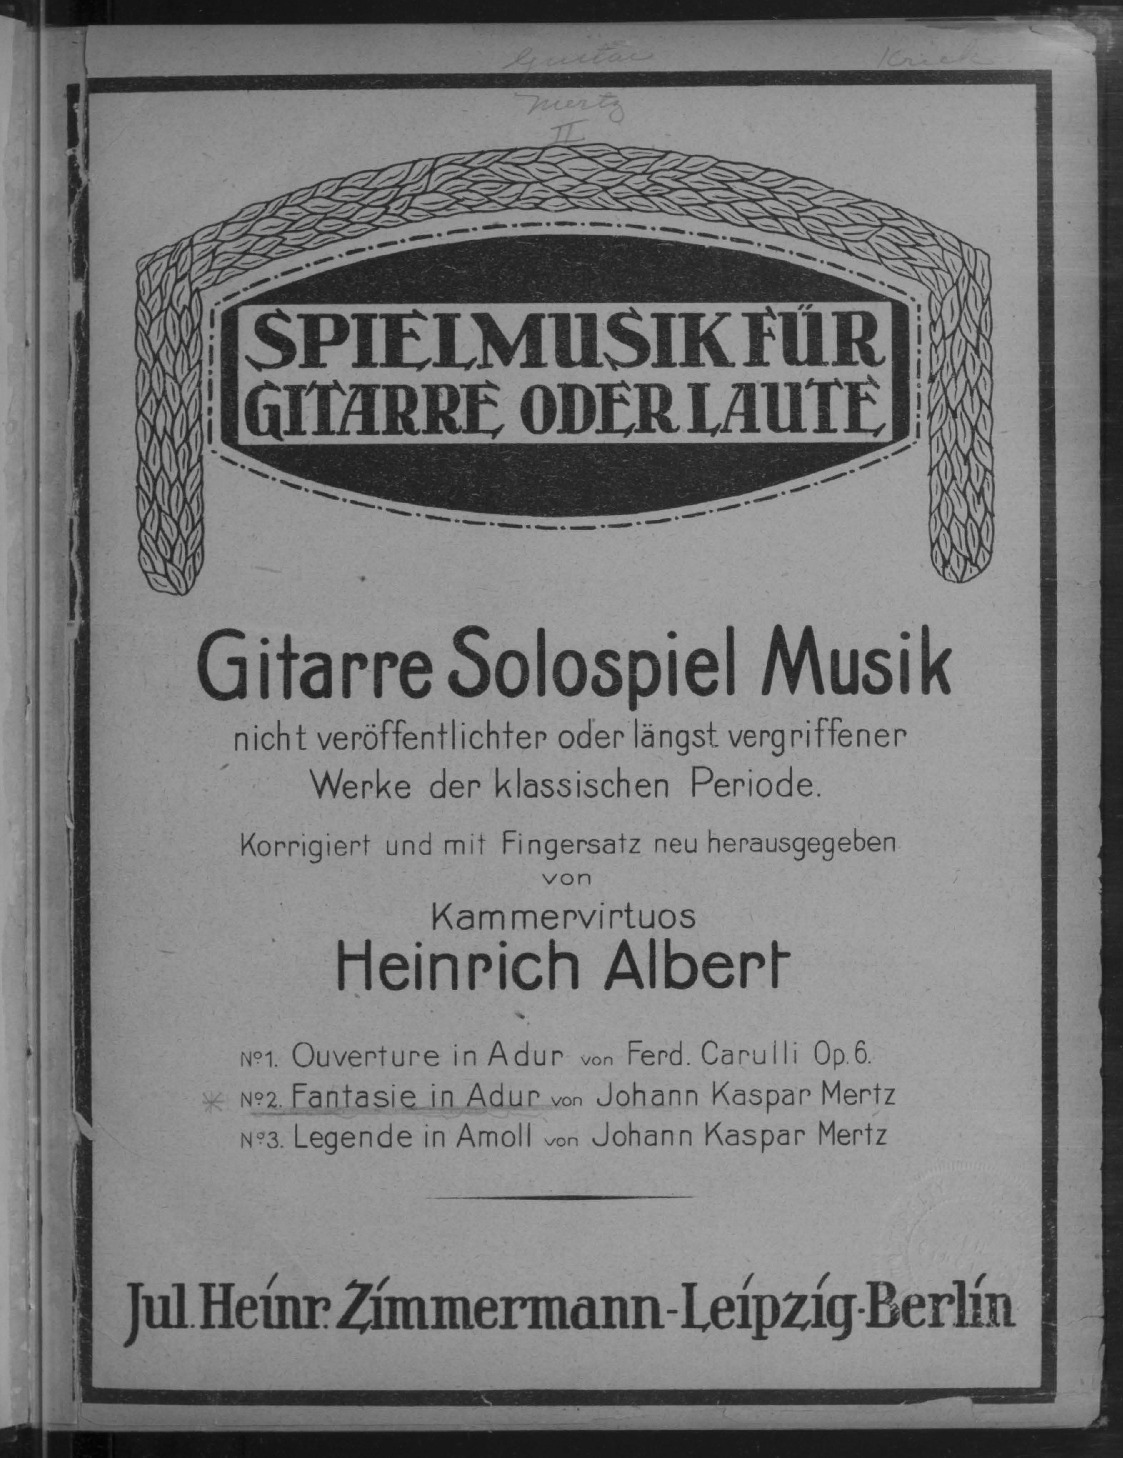 Gustav Krick
Mertz
II
SPIELMUSIK FÜR
GITARRE ODER LAUTE
Gitarre Solospiel Musik
nicht veröffentlichter oder längst vergriffener
Werke der klassischen Periode.
Korrigiert und mit Fingersatz neu herausgegeben
von
Kammervirtuos
Heinrich Albert
Nº1. Ouverture in Adur von Ferd. Carulli Op. 6.
Nº2. Fantasie in Adur von Johann Kaspar Mertz
Nº3. Legende in Amoll von Johann Kaspar Mertz
Jul. Heinr. Zimmermann-Leipzig-Berlin